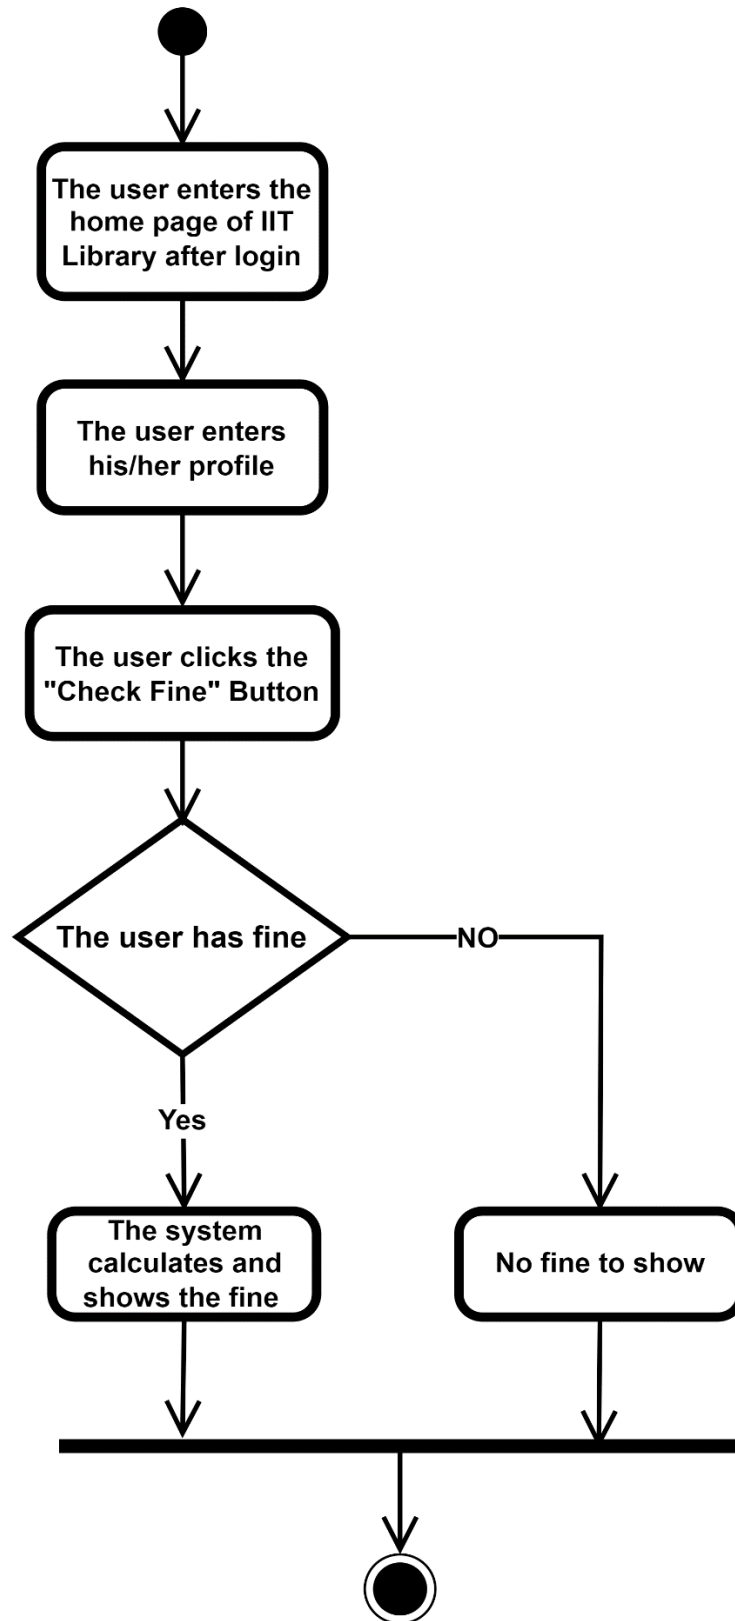 The user enters the
home page of IIT
Library after login
The user enters
his/her profile
The user clicks the
"Check Fine" Button
The user has fine
NO
Yes
The system
calculates and
shows the fine
No fine to show